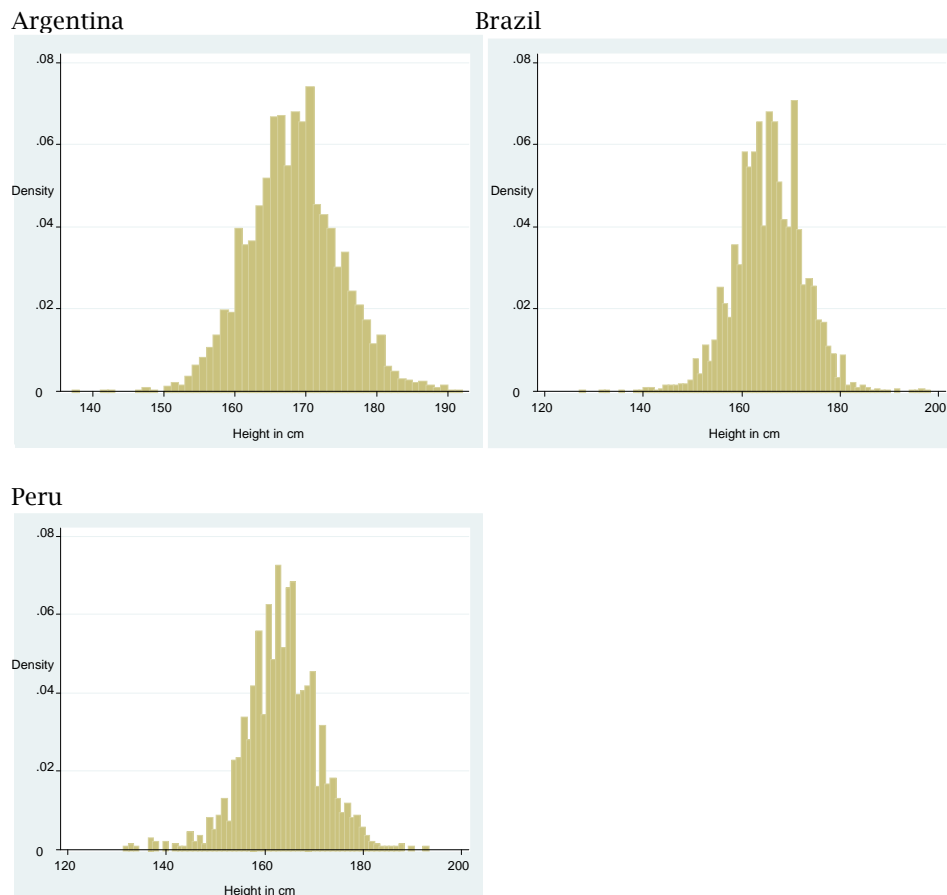 Argentina
.08
.06
Density
.04
.02
0
140 150 160 170 180 190
Height in cm
Brazil
.08
.06
Density
.04
.02
0
120 140 160 180 200
Height in cm
Peru
.08
.06
Density
.04
.02
0
120 140 160 180 200
Height in cm